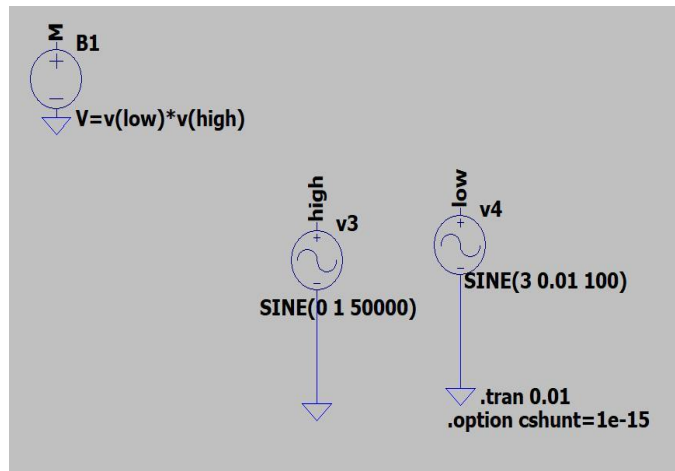 M
B1
V=v(low)*v(high)
high
v3
SINE(0 1 50000)
low
v4
SINE(3 0.01 100)
.tran 0.01
.option cshunt=1e-15